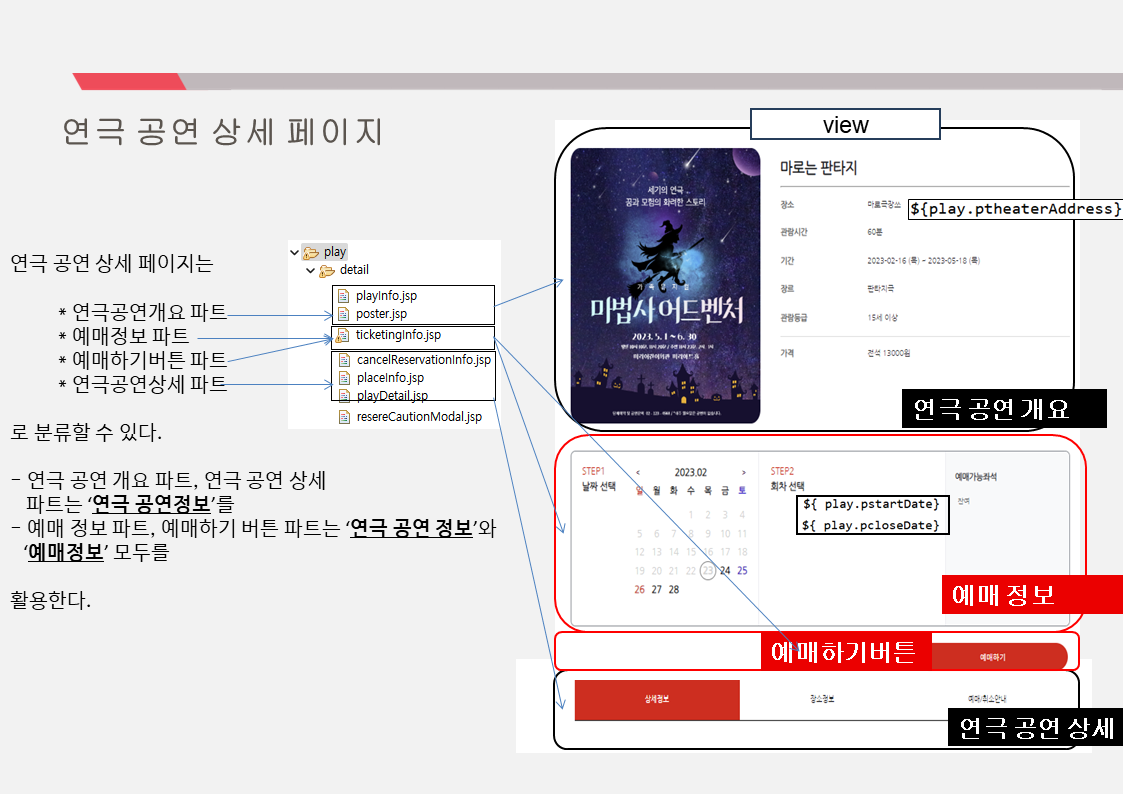 연극 공연 상세 페이지
연극 공연 상세 페이지는
* 연극공연개요 파트
* 예매정보 파트
* 예매하기버튼 파트
* 연극공연상세 파트
로 분류할 수 있다.
- 연극 공연 개요 파트, 연극 공연 상세
파트는 ‘연극 공연정보’를
- 예매 정보 파트, 예매하기 버튼 파트는 ‘연극 공연 정보’와
‘예매정보’ 모두를
활용한다.
play
detail
playInfo.jsp
poster.jsp
ticketingInfo.jsp
cancelReservationInfo.jsp
placeInfo.jsp
playDetail.jsp
resereCautionModal.jsp
view
세기의 연극
꿈과 모험의 화려한 스토리
마법사 어드벤처
2023. 5. 1 ~ 6. 30
마로는 판타지
장소 마로극장쓰
${play.ptheaterAddress}
관람시간 60분
기간 2023-02-16 (목) ~ 2023-05-18 (목)
장르 판타지극
관람등급 15세 이상
가격 전석 13000원
연극 공연 개요
STEP1
날짜 선택
< 2023.02 >
일 월 화 수 목 금 토
1 2 3 4
5 6 7 8 9 10 11
12 13 14 15 16 17 18
19 20 21 22 23 24 25
26 27 28
STEP2
회차 선택
${ play.pstartDate}
${ play.pcloseDate}
예매가능좌석
잔여
예매 정보
예매하기버튼
예매하기
상세정보 장소정보 예매/취소안내
연극 공연 상세